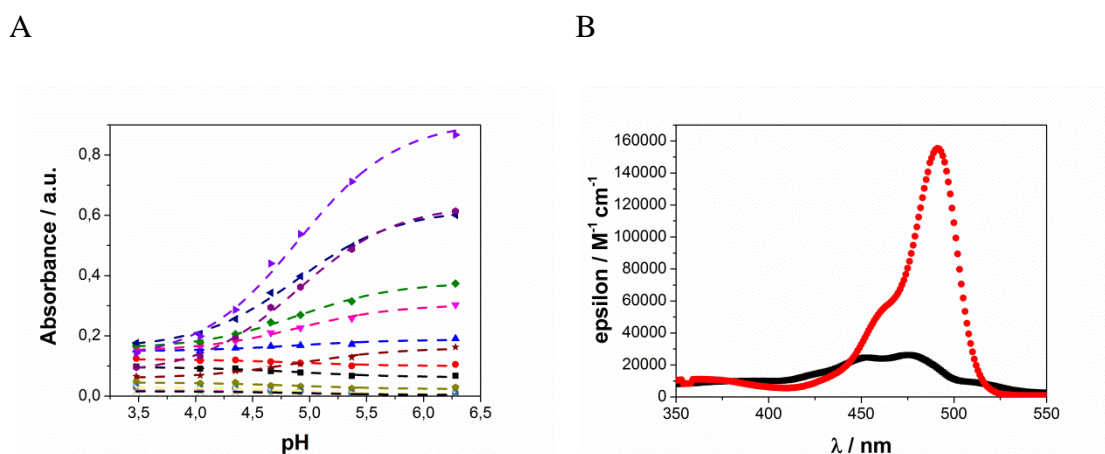 A
B
Absorbance / a.u.
0,8
0,6
0,4
0,2
0,0
3,5 4,0 4,5 5,0 5,5 6,0 6,5
pH
epsilon / M⁻¹ cm⁻¹
160000
140000
120000
100000
80000
60000
40000
20000
0
350 400 450 500 550
λ / nm